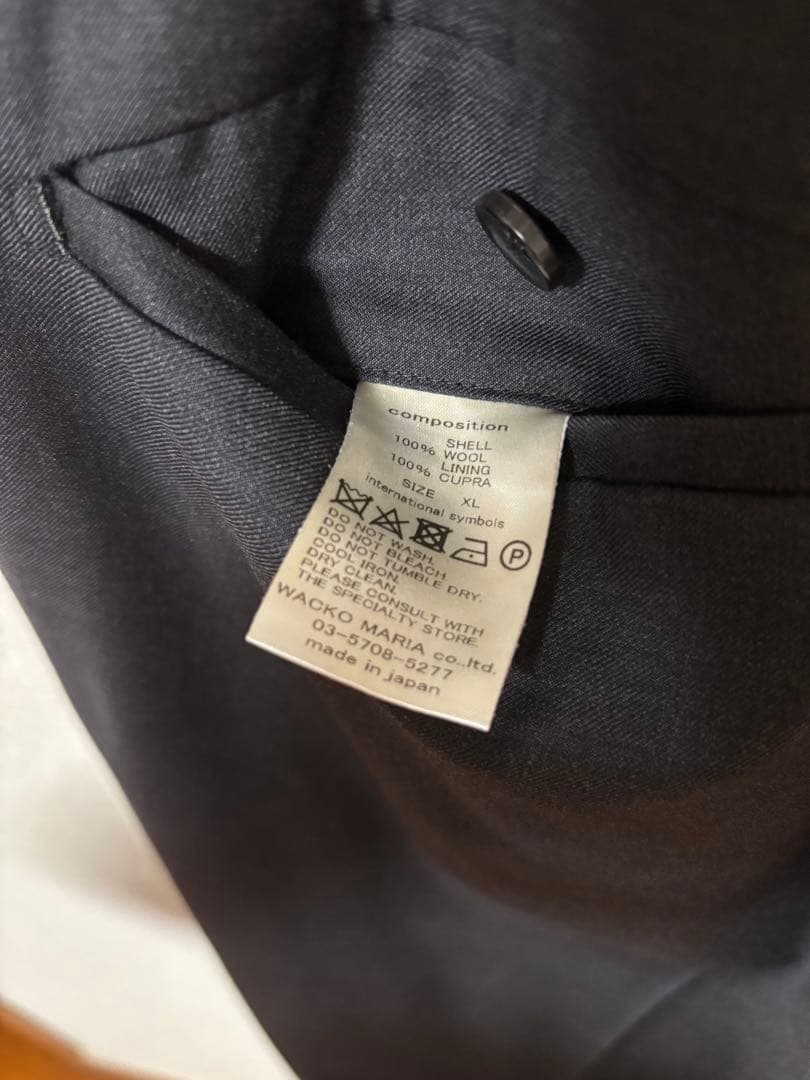 composition
SHELL
100% WOOL
LINING
100% CUPRA
SIZE XL
international symbols
P
DO NOT WASH.
DO NOT BLEACH.
DO NOT TUMBLE DRY.
COOL IRON.
DRY CLEAN.
PLEASE CONSULT WITH
THE SPECIALTY STORE
WACKO MARIA co.,ltd.
03-5708-5277
made in japan